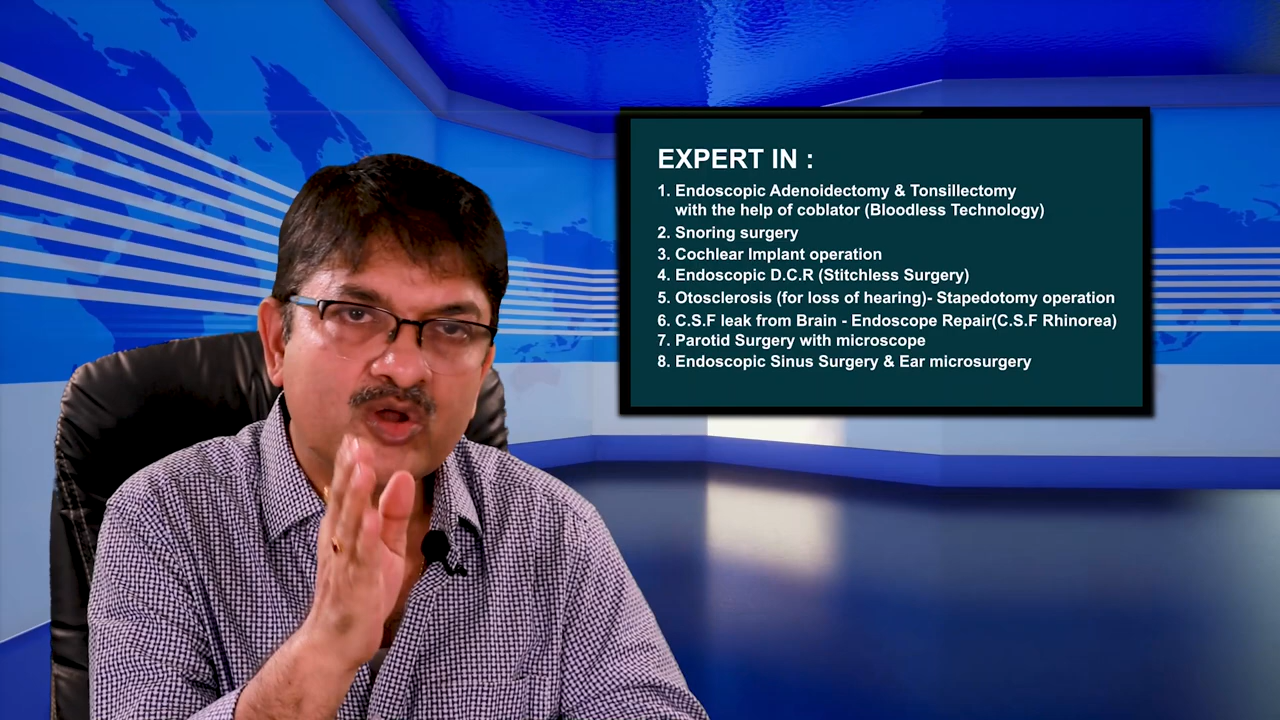 EXPERT IN :
1. Endoscopic Adenoidectomy & Tonsillectomy
with the help of coblator (Bloodless Technology)
2. Snoring surgery
3. Cochlear Implant operation
4. Endoscopic D.C.R (Stitchless Surgery)
5. Otosclerosis (for loss of hearing)- Stapedotomy operation
6. C.S.F leak from Brain - Endoscope Repair(C.S.F Rhinorea)
7. Parotid Surgery with microscope
8. Endoscopic Sinus Surgery & Ear microsurgery